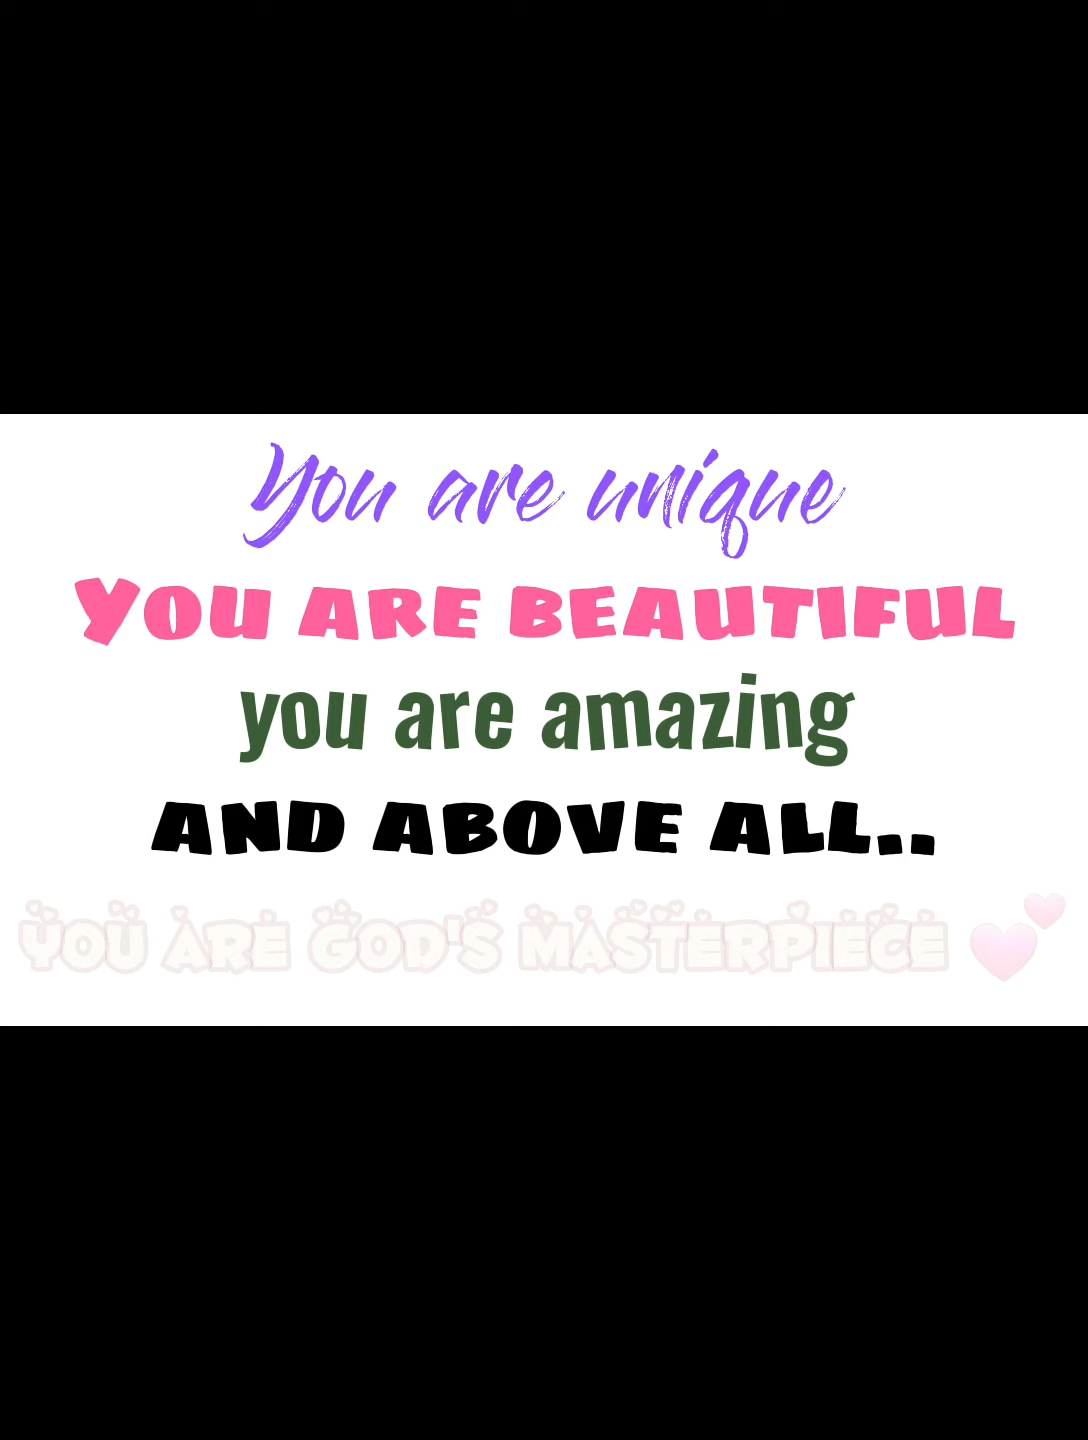 You are unique
You are beautiful
you are amazing
and above all..
You are God's masterpiece 💕